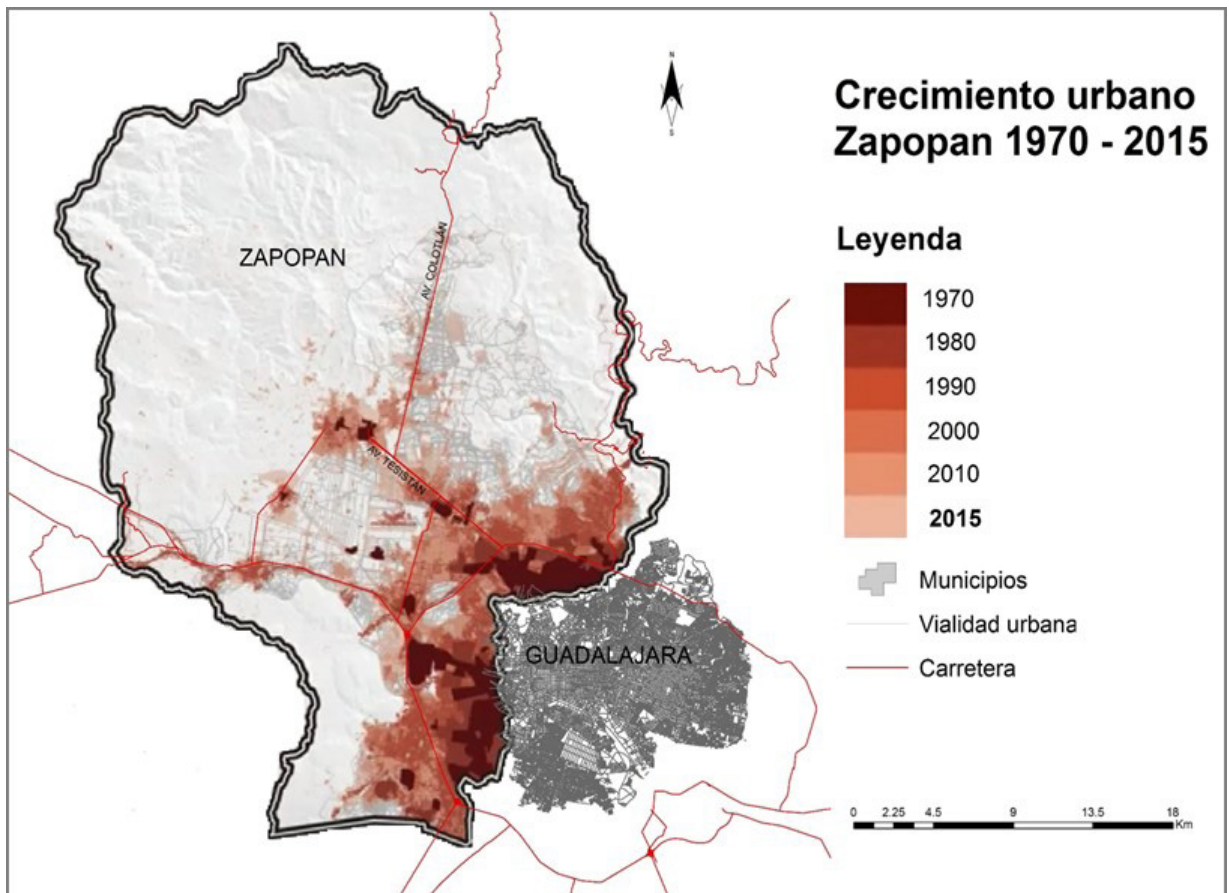 Crecimiento urbano
Zapopan 1970 - 2015
N
S
Leyenda
1970
1980
1990
2000
2010
2015
Municipios
Vialidad urbana
Carretera
ZAPOPAN
AV. COLOTLÁN
AV. TESISTAN
GUADALAJARA
0 2.25 4.5 9 13.5 18
Km